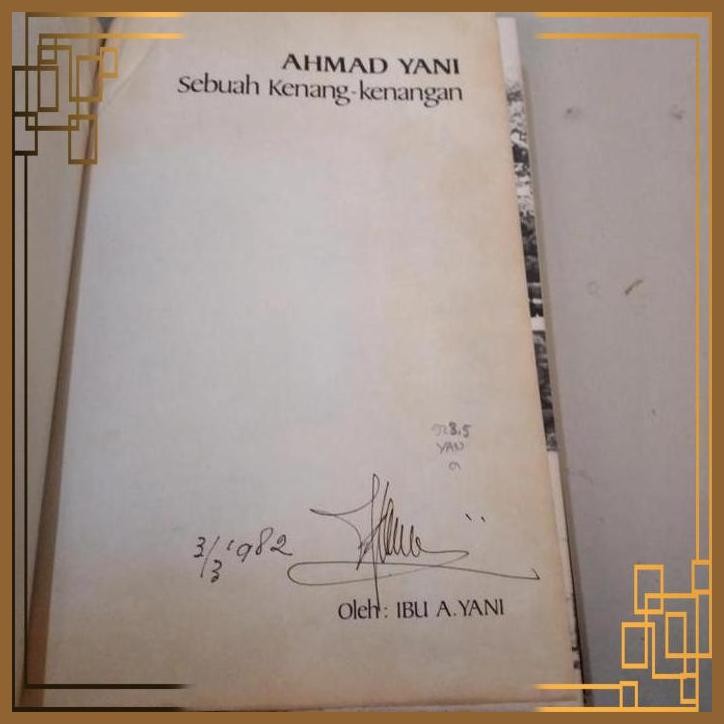 AHMAD YANI
Sebuah Kenang-kenangan
YAN
3/3 1982
Oleh : IBU A. YANI